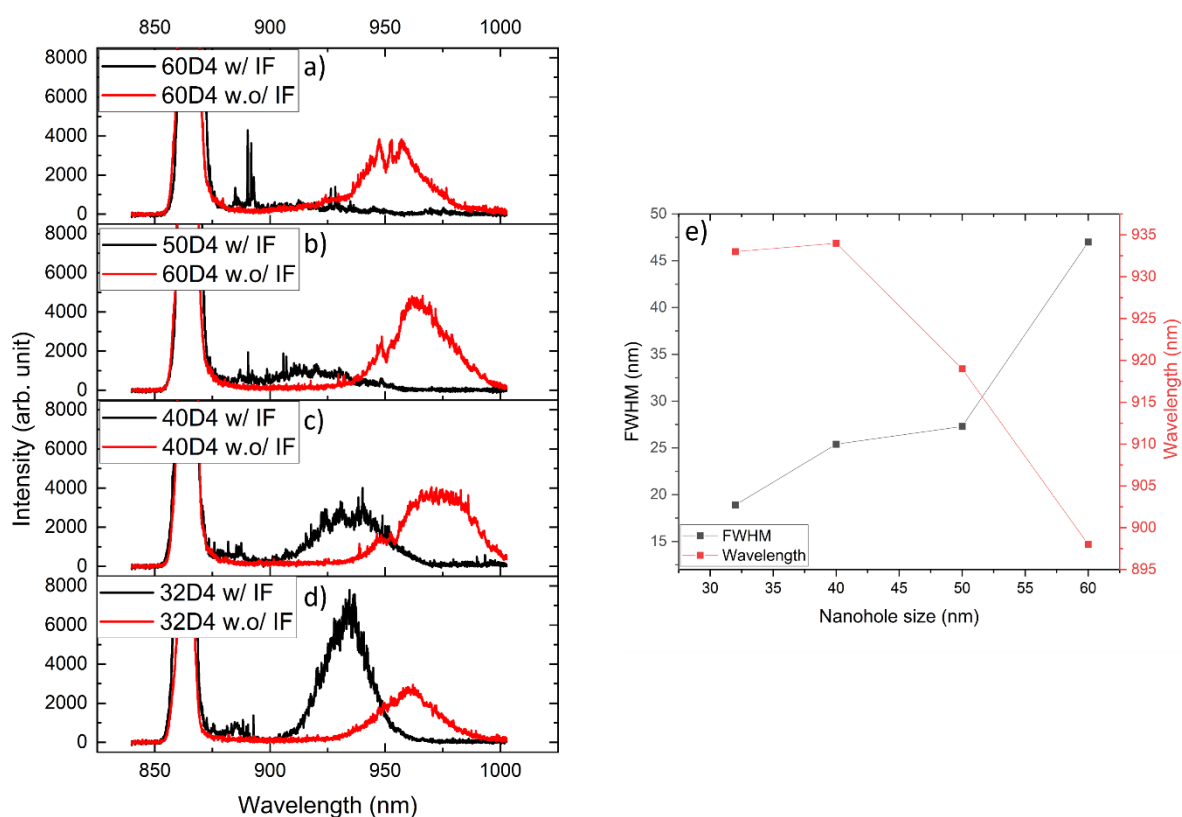 850 900 950 1000
8000 6000 4000 2000 0
60D4 w/ IF
60D4 w.o/ IF
a)
8000 6000 4000 2000 0
50D4 w/ IF
60D4 w.o/ IF
b)
8000 6000 4000 2000 0
40D4 w/ IF
40D4 w.o/ IF
c)
8000 6000 4000 2000 0
32D4 w/ IF
32D4 w.o/ IF
d)
Intensity (arb. unit)
850 900 950 1000
Wavelength (nm)
e)
50 45 40 35 30 25 20 15
FWHM (nm)
FWHM
Wavelength
30 35 40 45 50 55 60
Nanohole size (nm)
935 930 925 920 915 910 905 900 895
Wavelength (nm)